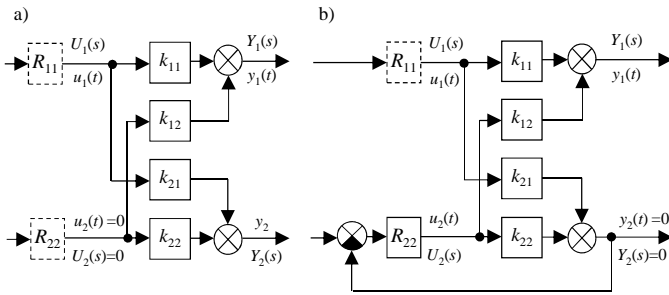 a)
U₁(s)
Y₁(s)
R₁₁
u₁(t)
k₁₁
y₁(t)
k₁₂
k₂₁
u₂(t)=0
y₂
R₂₂
k₂₂
U₂(s)=0
Y₂(s)
b)
U₁(s)
Y₁(s)
R₁₁
u₁(t)
k₁₁
y₁(t)
k₁₂
k₂₁
u₂(t)
y₂(t)=0
R₂₂
k₂₂
U₂(s)
Y₂(s)=0